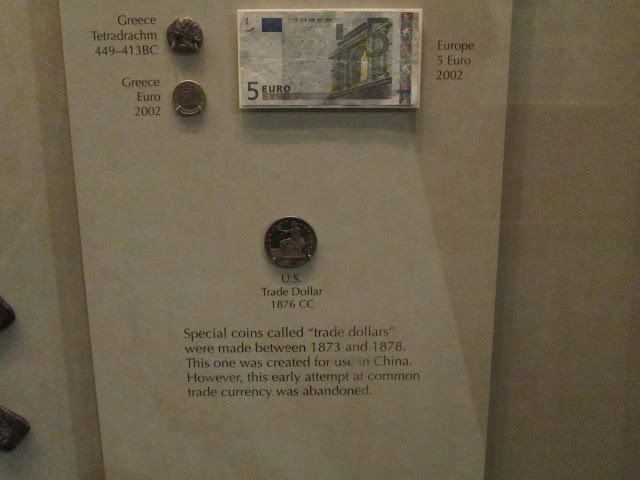 Greece
Tetradrachm
449–413BC
Greece
Euro
2002
5 EURO
Europe
5 Euro
2002
U.S.
Trade Dollar
1876 CC
Special coins called “trade dollars”
were made between 1873 and 1878.
This one was created for use in China.
However, this early attempt at common
trade currency was abandoned.